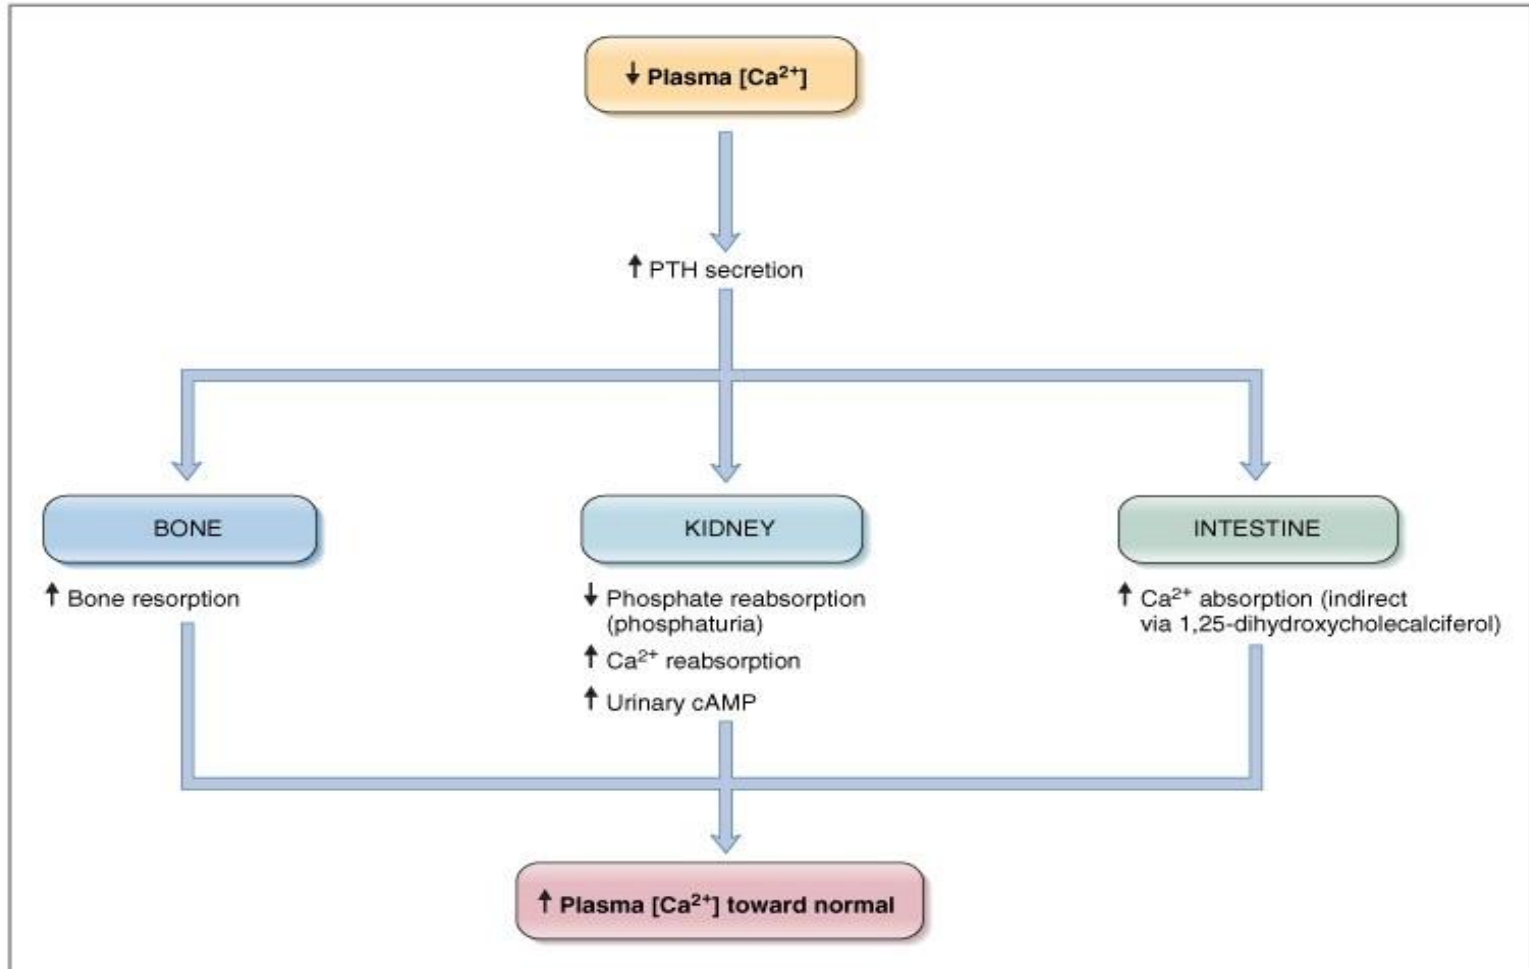 ↓ Plasma [Ca²⁺]
↑ PTH secretion
BONE
↑ Bone resorption
KIDNEY
↓ Phosphate reabsorption
(phosphaturia)
↑ Ca²⁺ reabsorption
↑ Urinary cAMP
INTESTINE
↑ Ca²⁺ absorption (indirect
via 1,25-dihydroxycholecalciferol)
↑ Plasma [Ca²⁺] toward normal